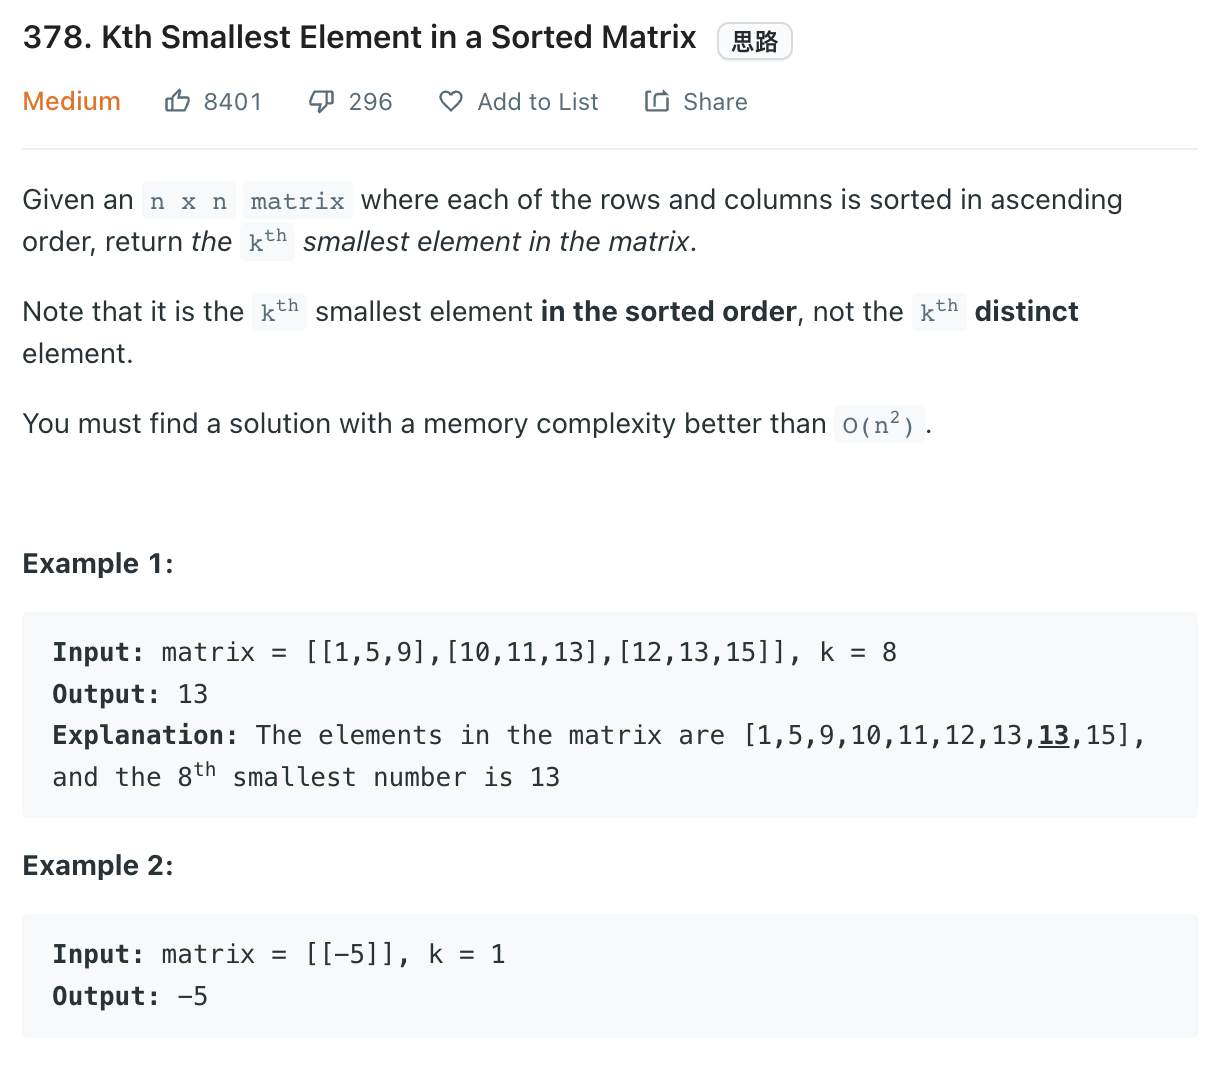 378. Kth Smallest Element in a Sorted Matrix 思路
Medium 8401 296 Add to List Share
Given an n x n matrix where each of the rows and columns is sorted in ascending
order, return the kth smallest element in the matrix.
Note that it is the kth smallest element in the sorted order, not the kth distinct
element.
You must find a solution with a memory complexity better than O(n2).
Example 1:
Input: matrix = [[1,5,9],[10,11,13],[12,13,15]], k = 8
Output: 13
Explanation: The elements in the matrix are [1,5,9,10,11,12,13,13,15],
and the 8th smallest number is 13
Example 2:
Input: matrix = [[−5]], k = 1
Output: −5